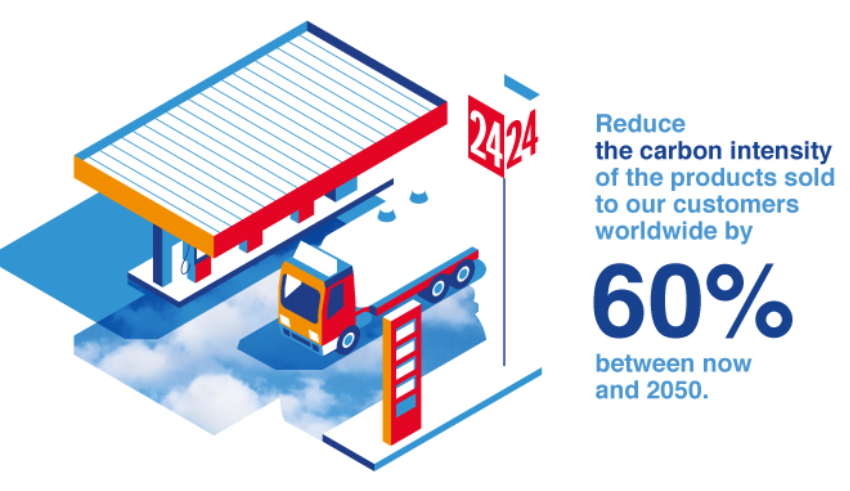 24 24
Reduce
the carbon intensity
of the products sold
to our customers
worldwide by
60%
between now
and 2050.